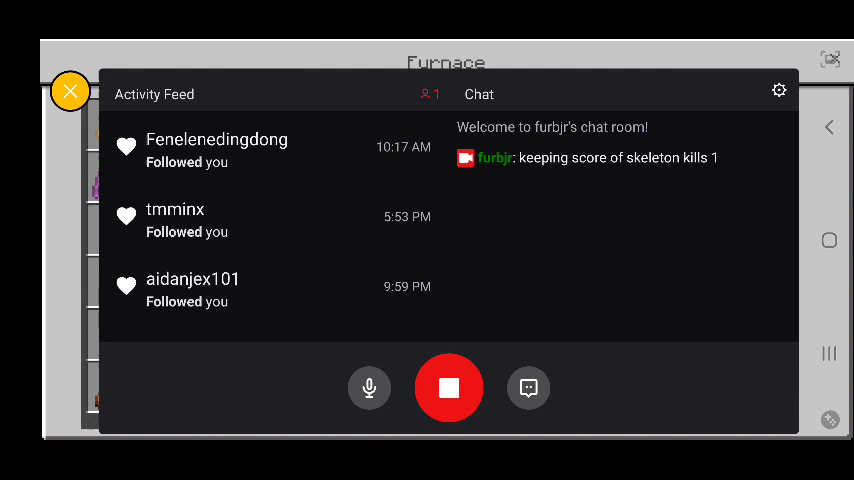 Furnace
Activity Feed
1
Chat
Fenelenedingdong
Followed you
10:17 AM
tmminx
Followed you
5:53 PM
aidanjex101
Followed you
9:59 PM
Welcome to furbjr's chat room!
furbjr: keeping score of skeleton kills 1